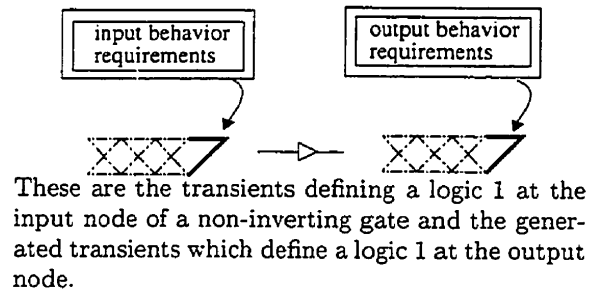 input behavior
requirements
output behavior
requirements
These are the transients defining a logic 1 at the
input node of a non-inverting gate and the gener-
ated transients which define a logic 1 at the output
node.